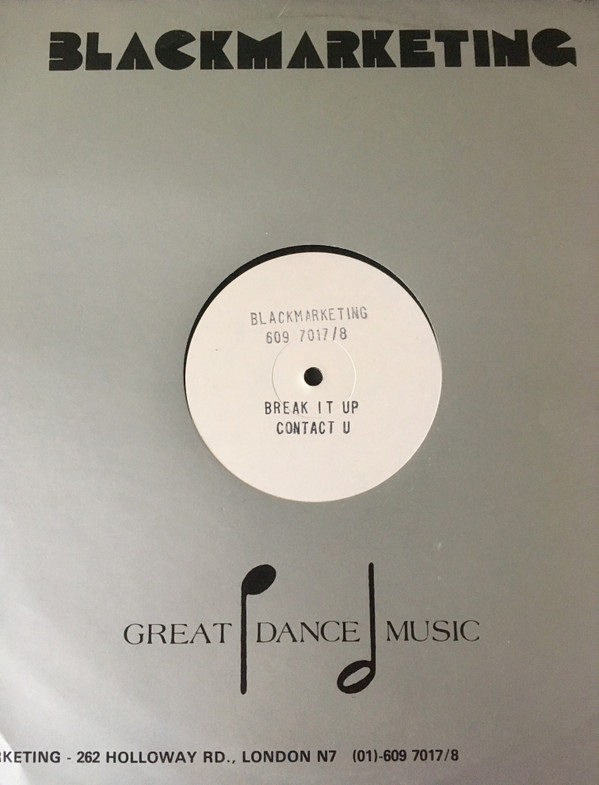 BLACKMARKETING
BLACKMARKETING
609 7017/8
BREAK IT UP
CONTACT U
GREAT DANCE MUSIC
RKETING - 262 HOLLOWAY RD., LONDON N7 (01)-609 7017/8